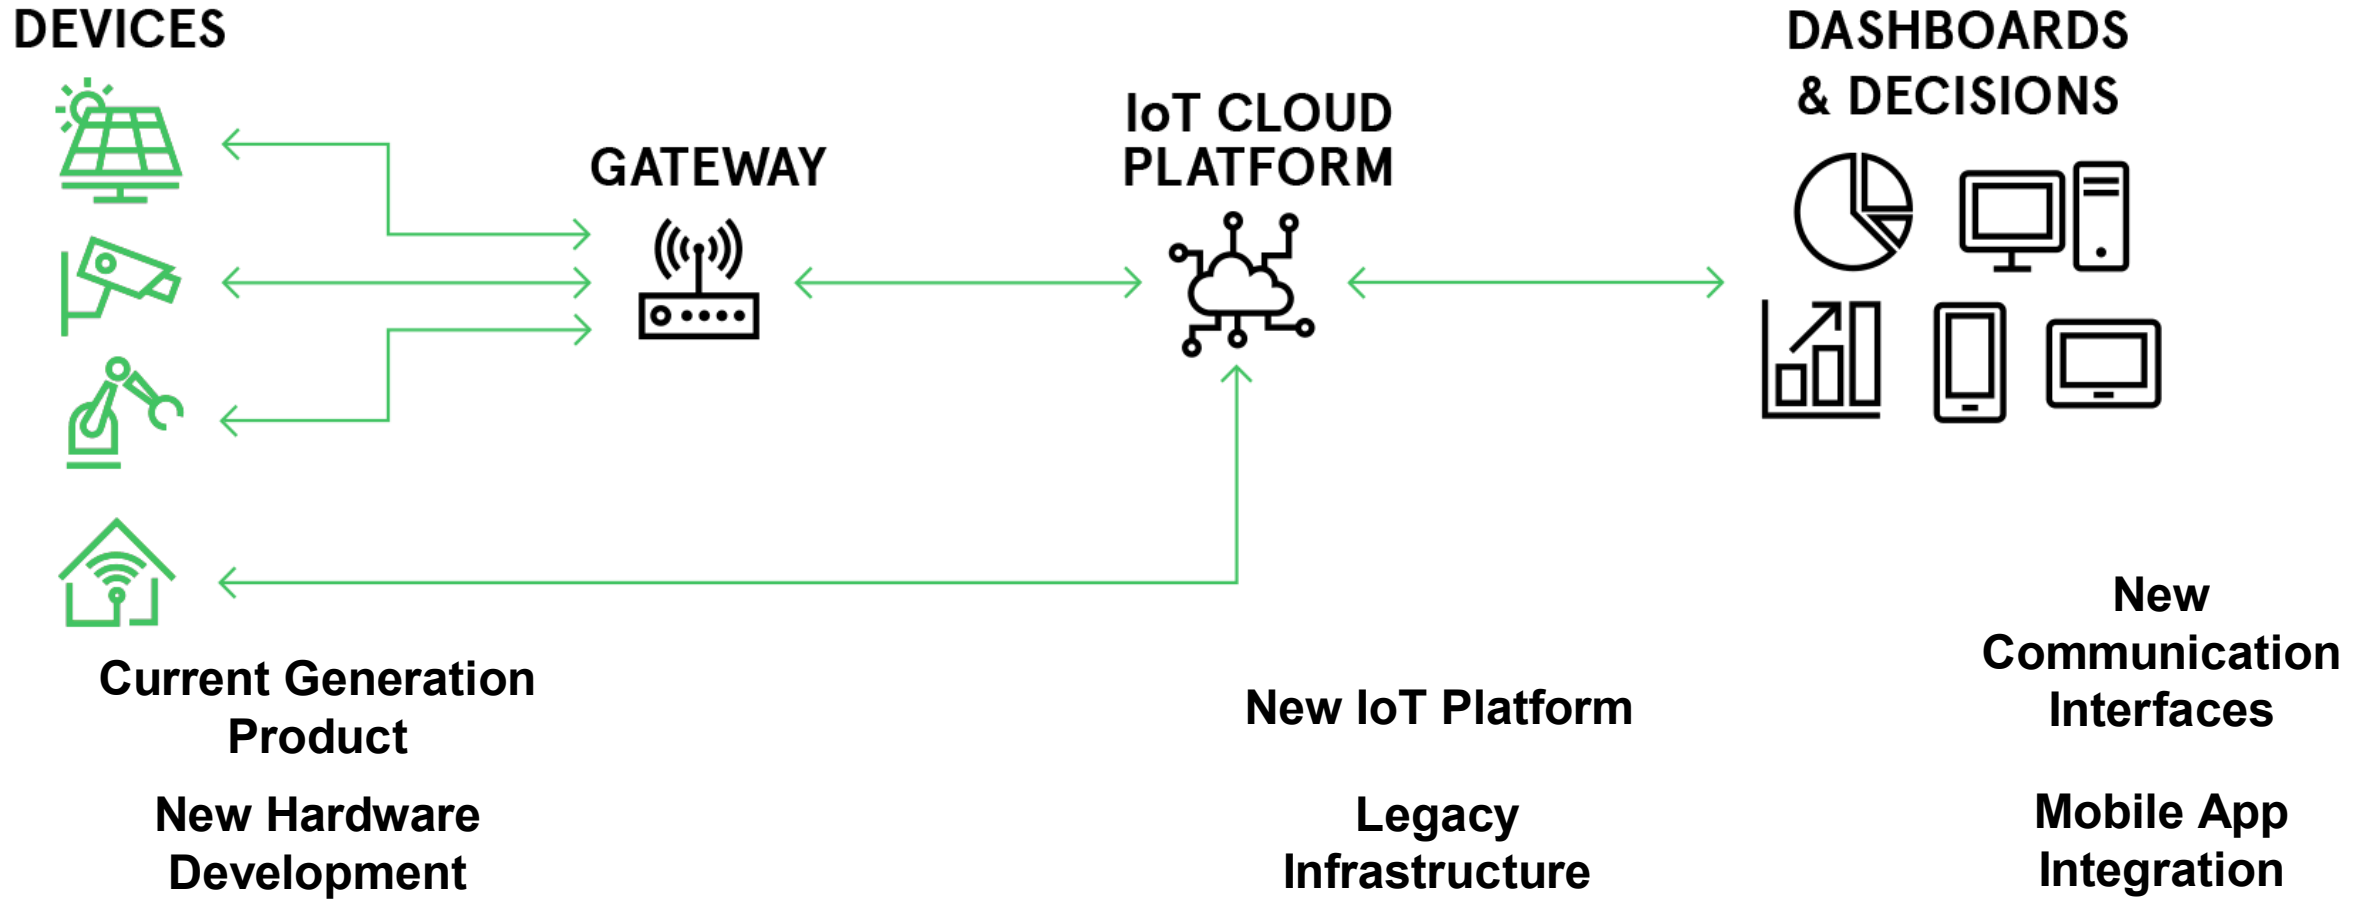 DEVICES
GATEWAY
IoT CLOUD
PLATFORM
DASHBOARDS
& DECISIONS
Current Generation
Product
New Hardware
Development
New IoT Platform
Legacy
Infrastructure
New
Communication
Interfaces
Mobile App
Integration